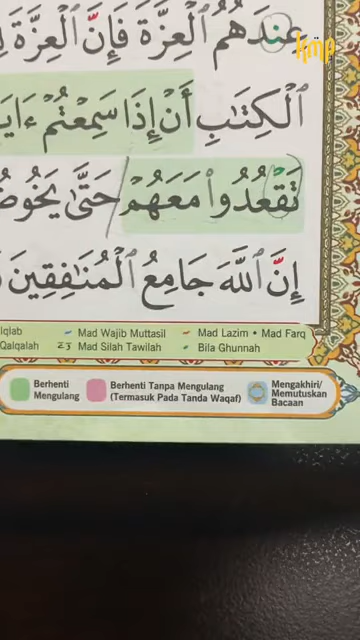 kmp
عِندَهُمُ ٱلۡعِزَّةَ فَإِنَّ ٱلۡعِزَّةَ
ٱلۡكِتَٰبِ أَنۡ إِذَا سَمِعۡتُمۡ ءَايَ
تَقۡعُدُواْ مَعَهُمۡ حَتَّىٰ يَخُوضُ
إِنَّ ٱللَّهَ جَامِعُ ٱلۡمُنَٰفِقِينَ
Mad Wajib Muttasil Mad Lazim • Mad Farq
Qalqalah Mad Silah Tawilah Bila Ghunnah
Berhenti Mengulang
Berhenti Tanpa Mengulang
(Termasuk Pada Tanda Waqaf)
Mengakhiri/
Memutuskan
Bacaan